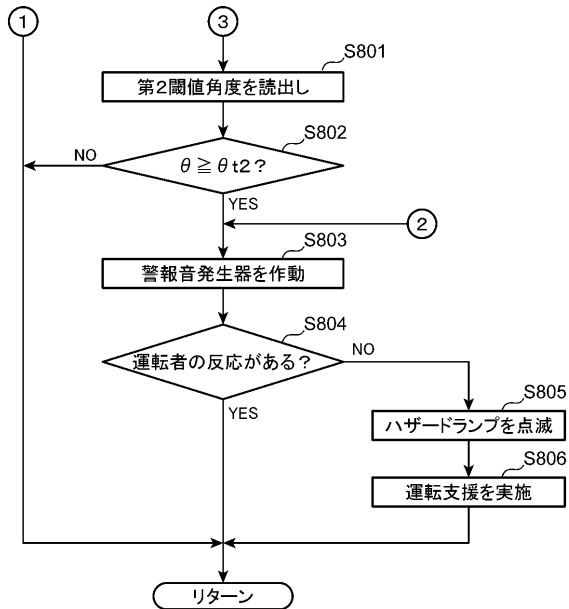 ①
③
S801
第2閾値角度を読出し
S802
NO
θ≧θt2?
YES
②
S803
警報音発生器を作動
S804
運転者の反応がある?
NO
YES
S805
ハザードランプを点滅
S806
運転支援を実施
リターン